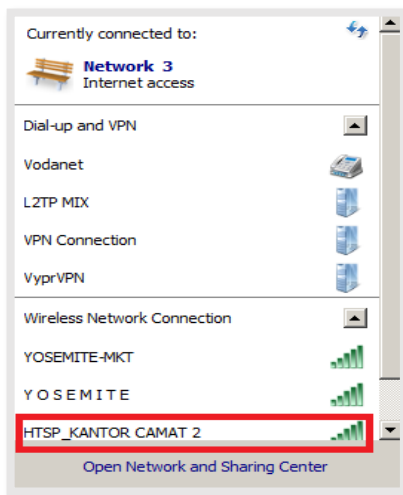 Currently connected to:
Network 3
Internet access
Dial-up and VPN
Vodanet
L2TP MIX
VPN Connection
VyprVPN
Wireless Network Connection
YOSEMITE-MKT
Y O S E M I T E
HTSP_KANTOR CAMAT 2
Open Network and Sharing Center